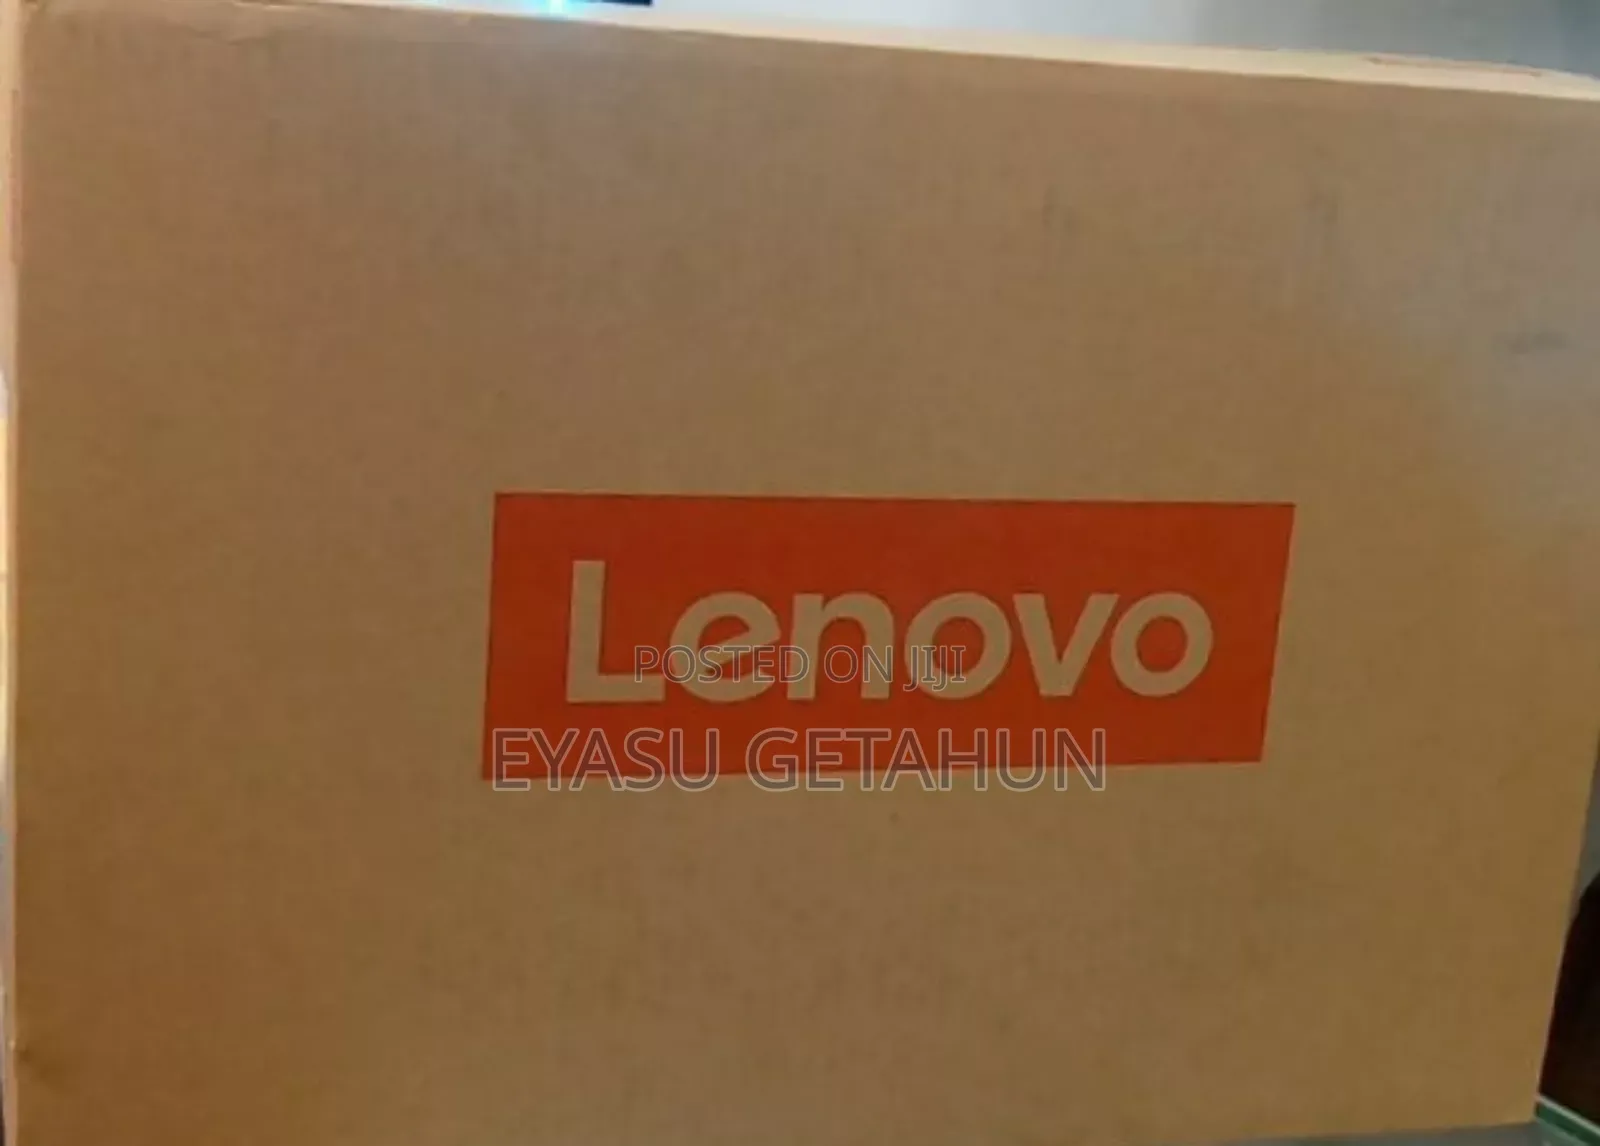 Lenovo
POSTED ON JIJI
EYASU GETAHUN